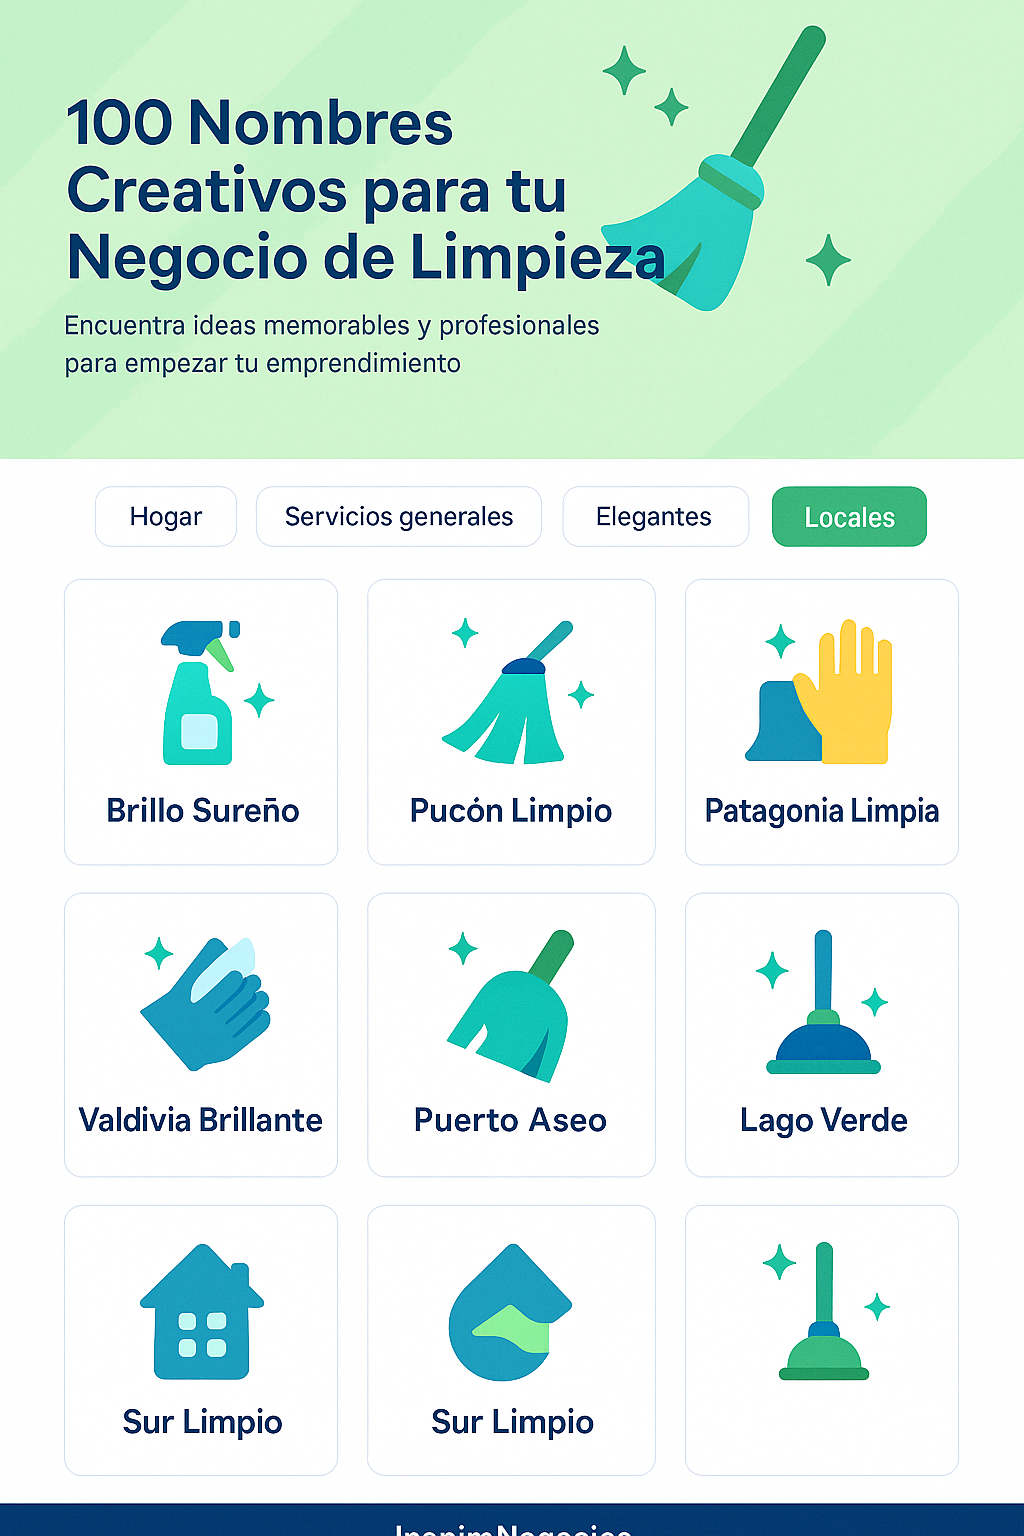 100 Nombres
Creativos para tu
Negocio de Limpieza
Encuentra ideas memorables y profesionales
para empezar tu emprendimiento
Hogar
Servicios generales
Elegantes
Locales
Brillo Sureño
Pucón Limpio
Patagonia Limpia
Valdivia Brillante
Puerto Aseo
Lago Verde
Sur Limpio
Sur Limpio